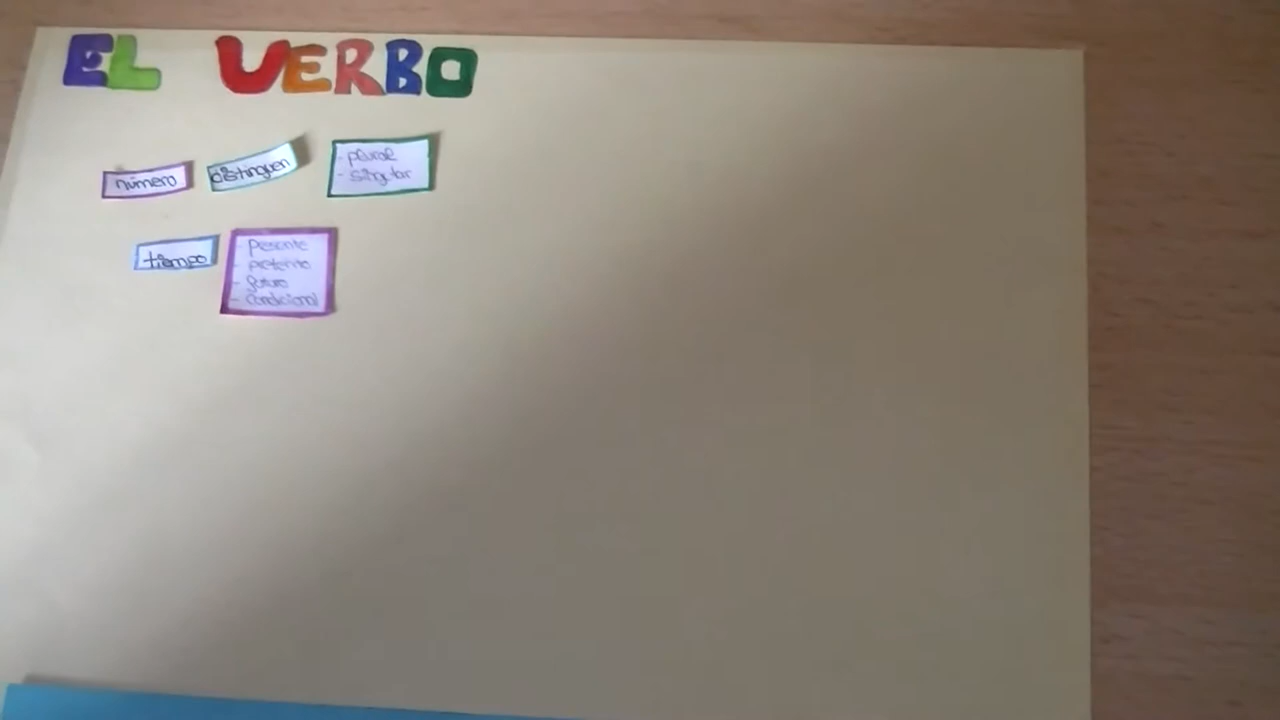 EL VERBO
número
distinguen
- plural
- singular
tiempo
- presente
- pretérito
- futuro
- condicional